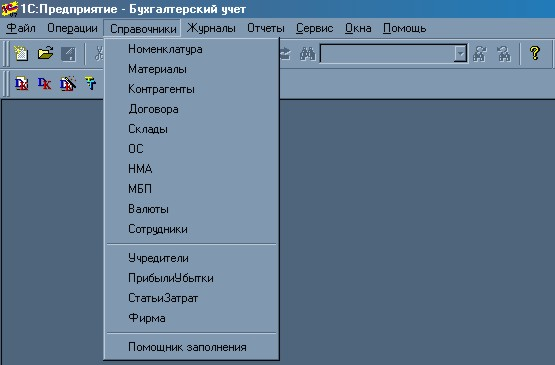 1С:Предприятие - Бухгалтерский учет
Файл Операции Справочники Журналы Отчеты Сервис Окна Помощь
Номенклатура
Материалы
Контрагенты
Договора
Склады
ОС
НМА
МБП
Валюты
Сотрудники
Учредители
ПрибылиУбытки
СтатьиЗатрат
Фирма
Помощник заполнения